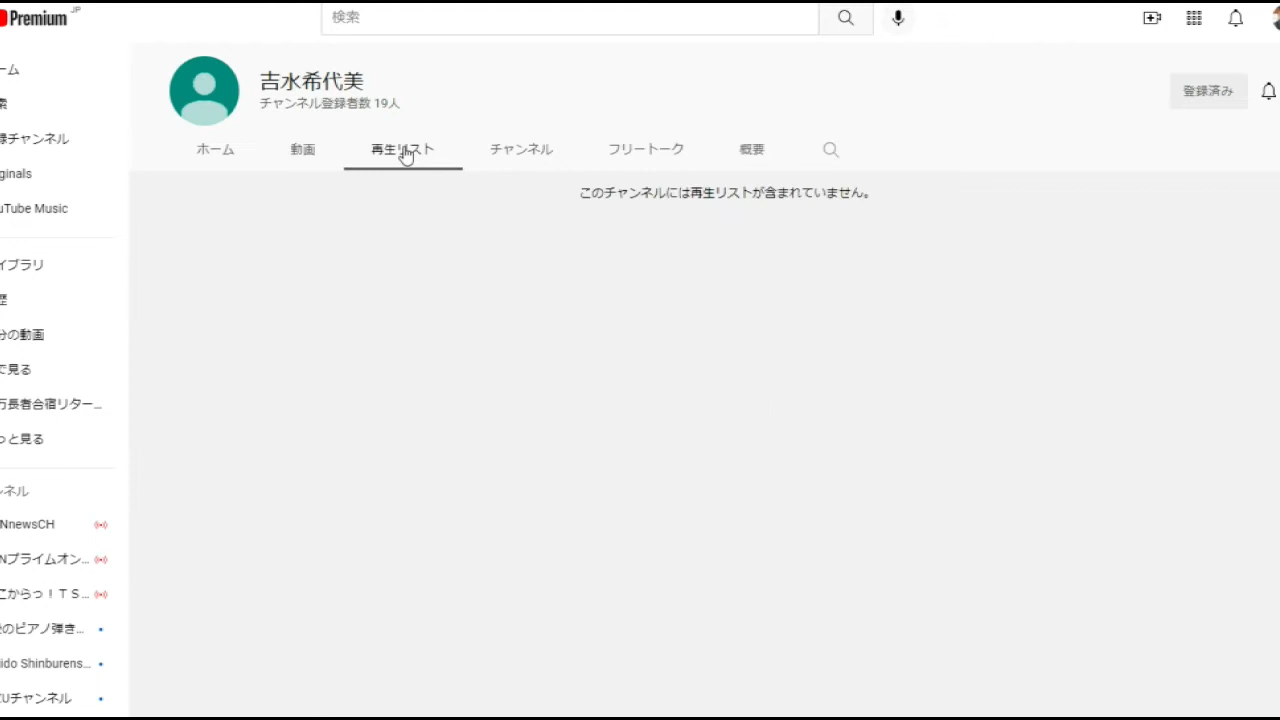 Premium JP
検索
ーム
索
録チャンネル
ginals
uTube Music
イブラリ
歴
分の動画
で見る
万長者合宿リター...
っと見る
ンネル
NnewsCH
Nプライムオン...
こからっ！ＴＳ...
のピアノ弾き...
ido Shinburens...
Uチャンネル
吉水希代美
チャンネル登録者数 19人
登録済み
ホーム 動画 再生リスト チャンネル フリートーク 概要
このチャンネルには再生リストが含まれていません。